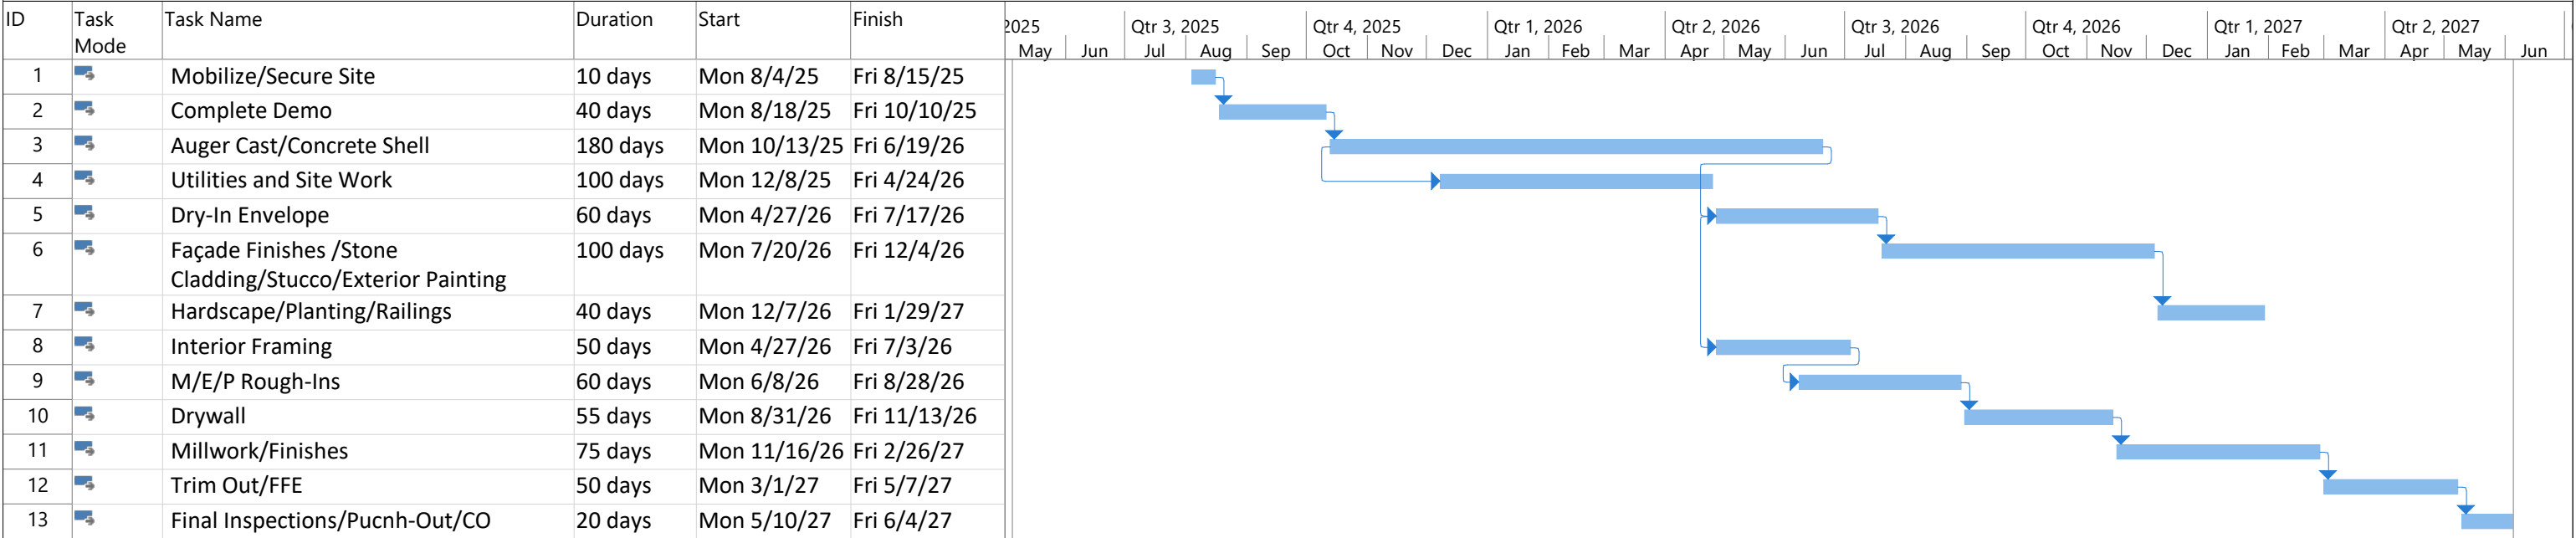 ID Task Mode Task Name Duration Start Finish
2025 Qtr 3, 2025 Qtr 4, 2025 Qtr 1, 2026 Qtr 2, 2026 Qtr 3, 2026 Qtr 4, 2026 Qtr 1, 2027 Qtr 2, 2027
May Jun Jul Aug Sep Oct Nov Dec Jan Feb Mar Apr May Jun Jul Aug Sep Oct Nov Dec Jan Feb Mar Apr May Jun
1 Mobilize/Secure Site 10 days Mon 8/4/25 Fri 8/15/25
2 Complete Demo 40 days Mon 8/18/25 Fri 10/10/25
3 Auger Cast/Concrete Shell 180 days Mon 10/13/25 Fri 6/19/26
4 Utilities and Site Work 100 days Mon 12/8/25 Fri 4/24/26
5 Dry-In Envelope 60 days Mon 4/27/26 Fri 7/17/26
6 Façade Finishes /Stone 100 days Mon 7/20/26 Fri 12/4/26
Cladding/Stucco/Exterior Painting
7 Hardscape/Planting/Railings 40 days Mon 12/7/26 Fri 1/29/27
8 Interior Framing 50 days Mon 4/27/26 Fri 7/3/26
9 M/E/P Rough-Ins 60 days Mon 6/8/26 Fri 8/28/26
10 Drywall 55 days Mon 8/31/26 Fri 11/13/26
11 Millwork/Finishes 75 days Mon 11/16/26 Fri 2/26/27
12 Trim Out/FFE 50 days Mon 3/1/27 Fri 5/7/27
13 Final Inspections/Pucnh-Out/CO 20 days Mon 5/10/27 Fri 6/4/27